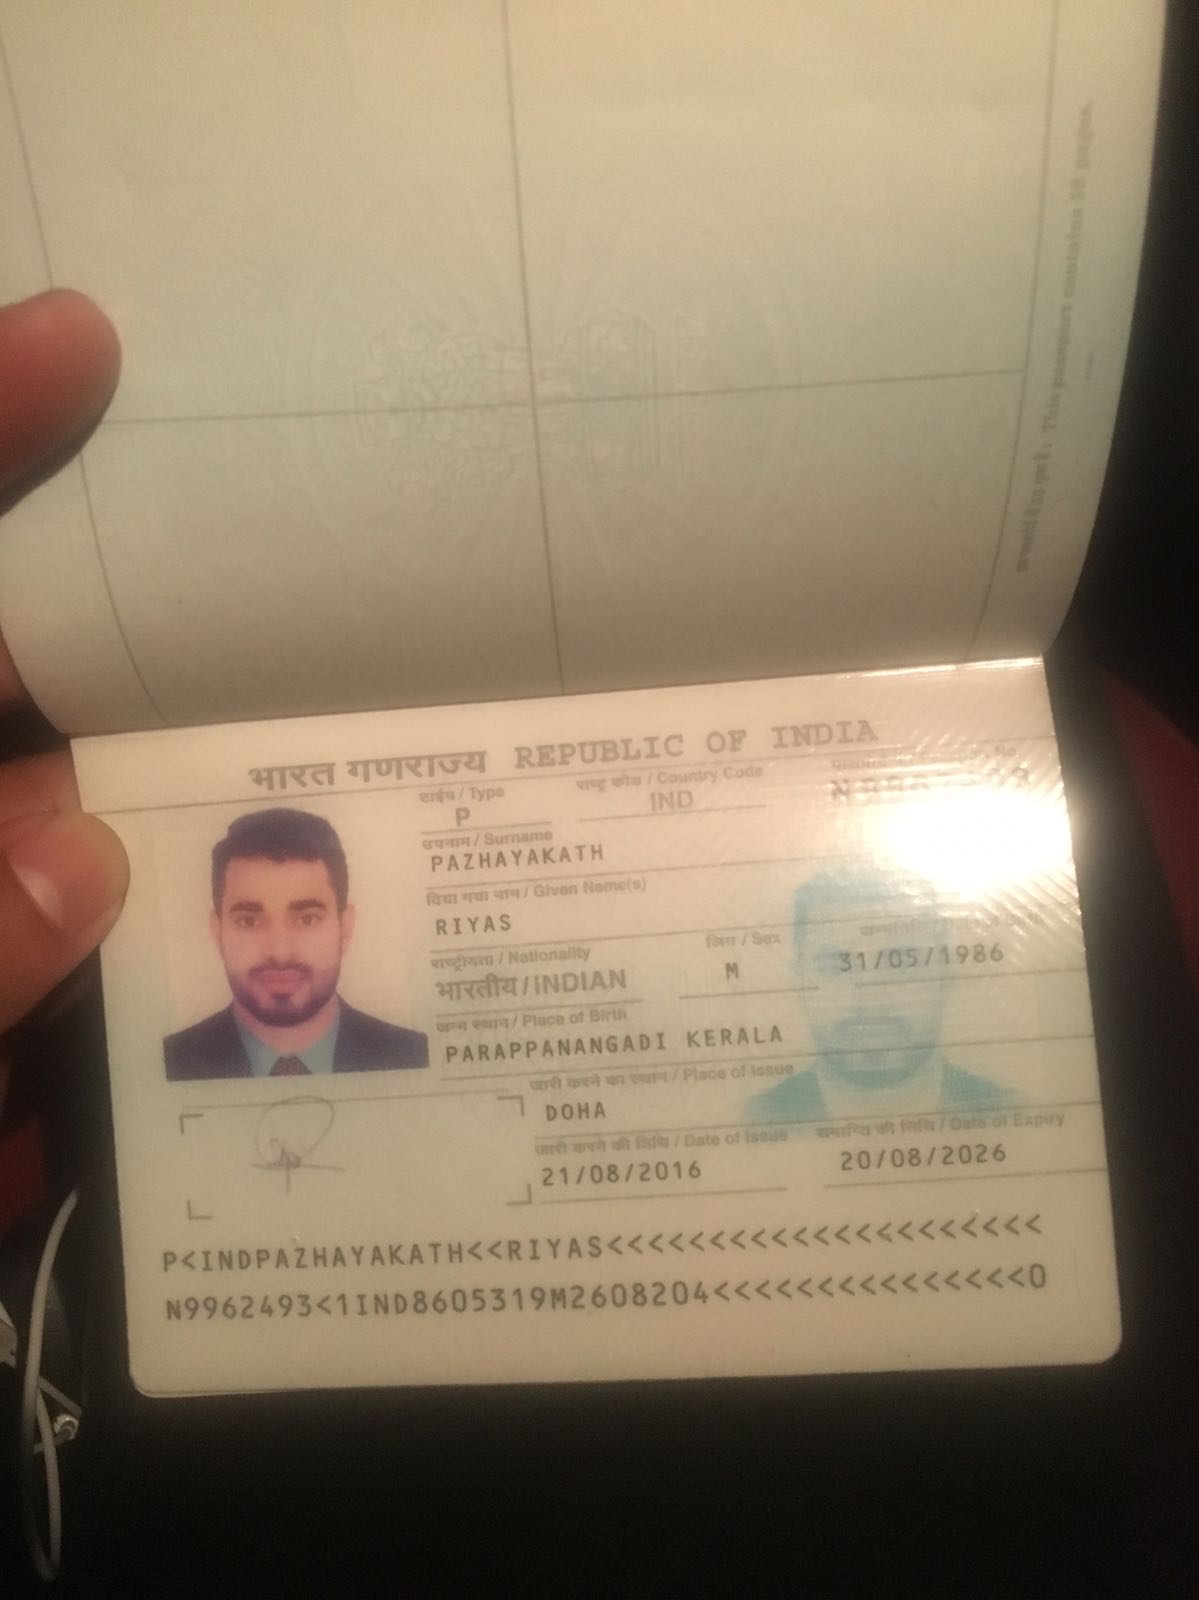 This passport contains 36 pages.
भारत गणराज्य REPUBLIC OF INDIA
टाईप / Type
राष्ट्र कोड / Country Code
P
IND
उपनाम / Surname
PAZHAYAKATH
दिया गया नाम / Given Name(s)
RIYAS
राष्ट्रीयता / Nationality
लिंग / Sex
भारतीय / INDIAN
M
31/05/1986
जन्म स्थान / Place of Birth
PARAPPANANGADI KERALA
जारी करने का स्थान / Place of Issue
DOHA
जारी करने की तिथि / Date of Issue
समाप्ति की तिथि / Date of Expiry
21/08/2016
20/08/2026
P<INDPAZHAYAKATH<<RIYAS<<<<<<<<<<<<<<<<<<<<<
N9962493<1IND8605319M2608204<<<<<<<<<<<<<<<0